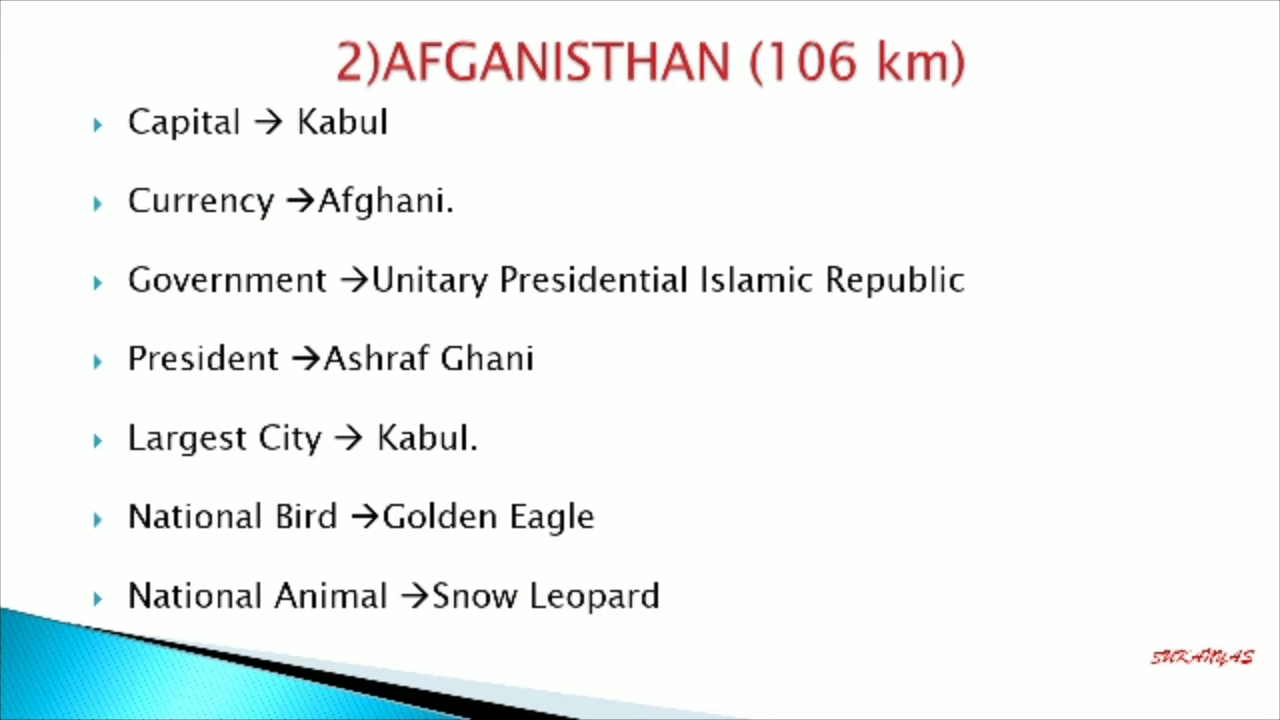 2)AFGANISTHAN (106 km)
Capital → Kabul
Currency →Afghani.
Government →Unitary Presidential Islamic Republic
President →Ashraf Ghani
Largest City → Kabul.
National Bird →Golden Eagle
National Animal →Snow Leopard
SUKANYAS